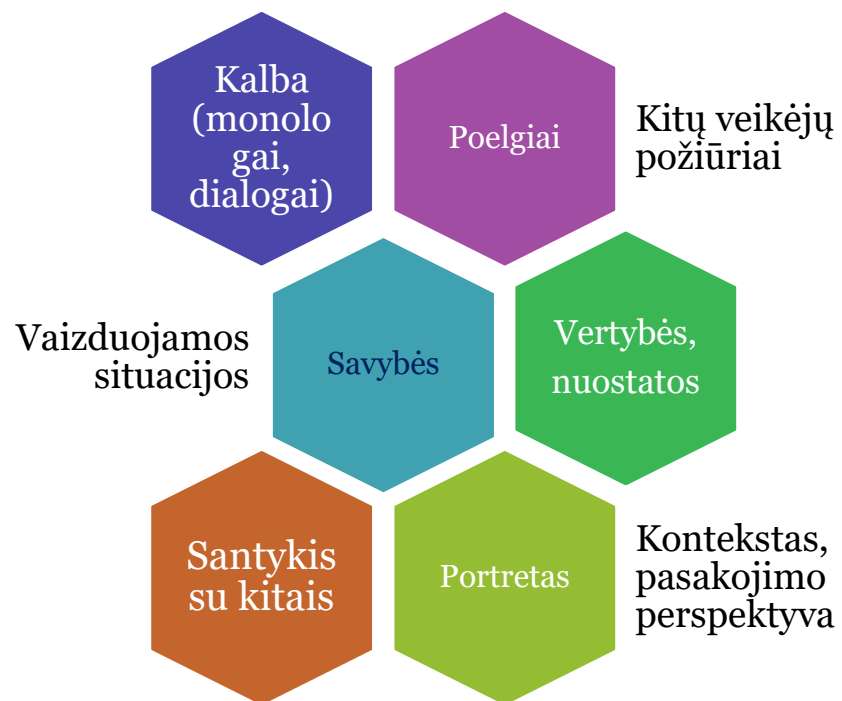 Kalba
(monolo
gai,
dialogai)
Poelgiai
Kitų veikėjų
požiūriai
Vaizduojamos
situacijos
Savybės
Vertybės,
nuostatos
Santykis
su kitais
Portretas
Kontekstas,
pasakojimo
perspektyva